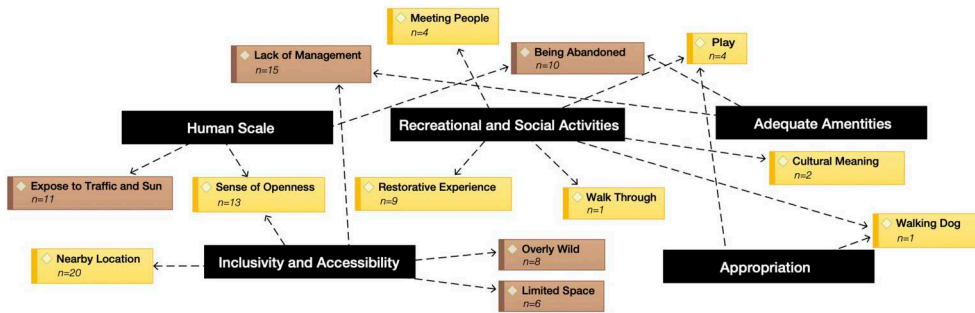 Meeting People
n=4
Lack of Management
n=15
Being Abandoned
n=10
Play
n=4
Human Scale
Recreational and Social Activities
Adequate Amentities
Expose to Traffic and Sun
n=11
Sense of Openness
n=13
Restorative Experience
n=9
Walk Through
n=1
Cultural Meaning
n=2
Walking Dog
n=1
Nearby Location
n=20
Inclusivity and Accessibility
Overly Wild
n=8
Limited Space
n=6
Appropriation